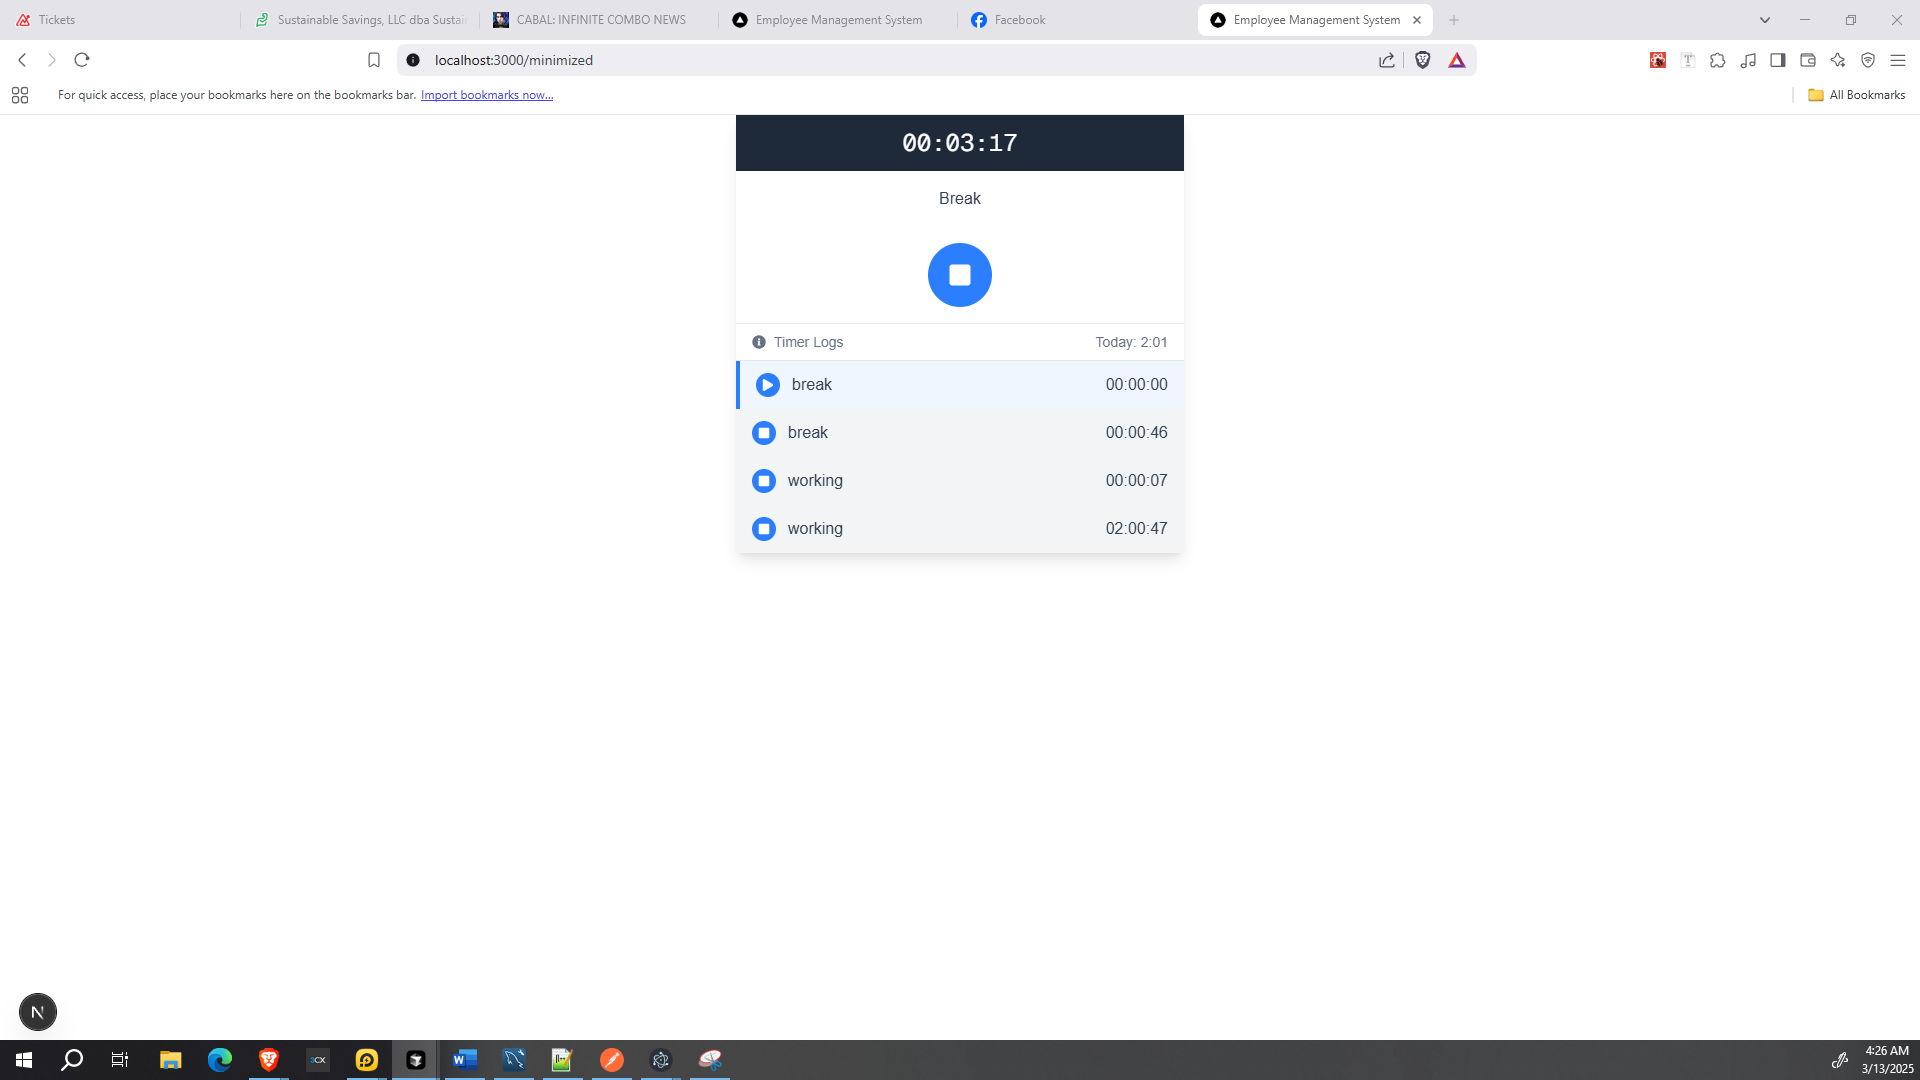 Tickets
Sustainable Savings, LLC dba Sustai
CABAL: INFINITE COMBO NEWS
Employee Management System
Facebook
Employee Management System
localhost:3000/minimized
For quick access, place your bookmarks here on the bookmarks bar. Import bookmarks now...
All Bookmarks
00:03:17
Break
Timer Logs
Today: 2:01
break
00:00:00
break
00:00:46
working
00:00:07
working
02:00:47
N
3CX
W
4:26 AM
3/13/2025